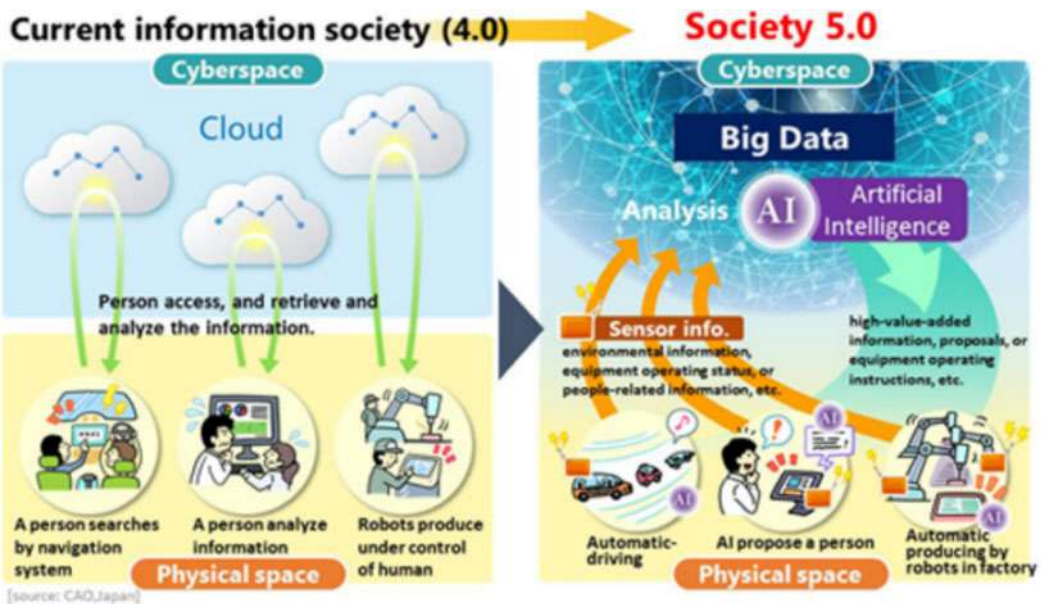 Current information society (4.0)
Society 5.0
Cyberspace
Cloud
Person access, and retrieve and
analyze the information.
A person searches
by navigation
system
A person analyze
information
Robots produce
under control
of human
Physical space
[source: CAO,Japan]
Cyberspace
Big Data
Analysis
AI
Artificial
Intelligence
Sensor info.
environmental information,
equipment operating status, or
people-related information, etc.
high-value-added
information, proposals, or
equipment operating
instructions, etc.
AI
AI
AI
Automatic-
driving
AI propose a person
Automatic
producing by
robots in factory
Physical space